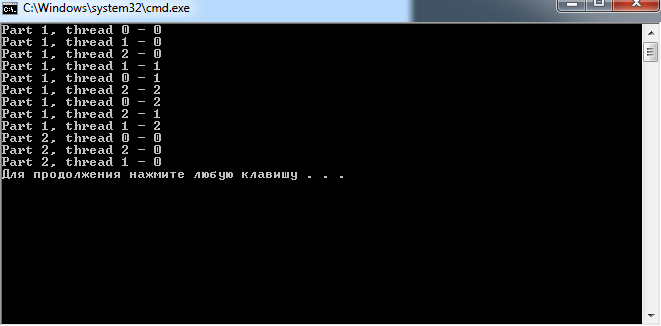 C:\Windows\system32\cmd.exe
Part 1, thread 0 - 0
Part 1, thread 1 - 0
Part 1, thread 2 - 0
Part 1, thread 1 - 1
Part 1, thread 0 - 1
Part 1, thread 2 - 2
Part 1, thread 0 - 2
Part 1, thread 2 - 1
Part 1, thread 1 - 2
Part 2, thread 0 - 0
Part 2, thread 2 - 0
Part 2, thread 1 - 0
Для продолжения нажмите любую клавишу . . .